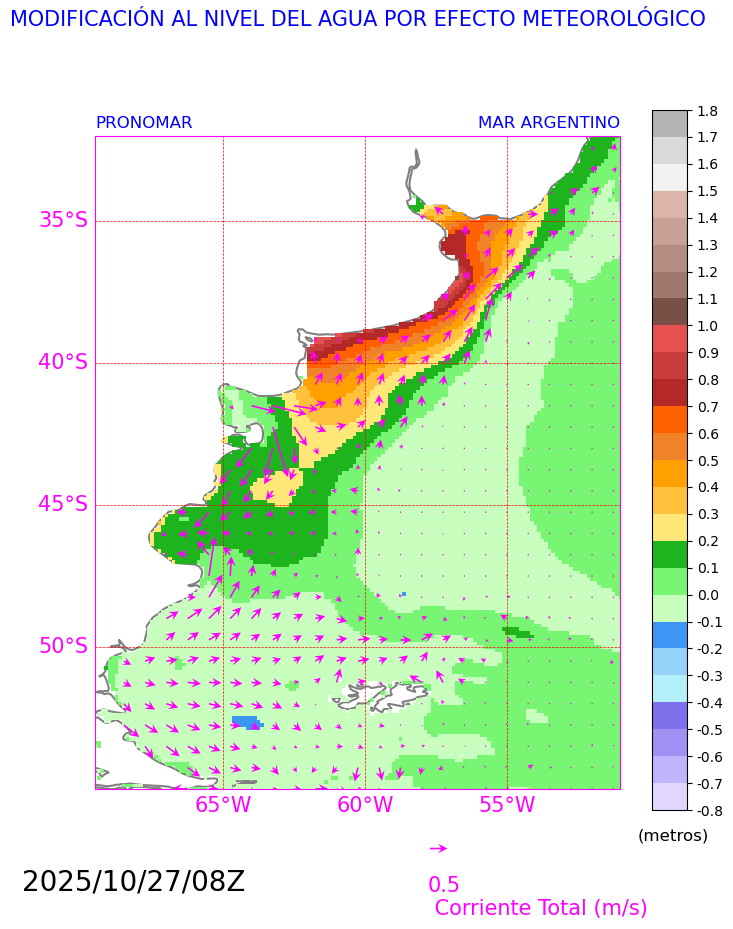 MODIFICACIÓN AL NIVEL DEL AGUA POR EFECTO METEOROLÓGICO
PRONOMAR MAR ARGENTINO
35°S
40°S
45°S
50°S
65°W 60°W 55°W
1.8
1.7
1.6
1.5
1.4
1.3
1.2
1.1
1.0
0.9
0.8
0.7
0.6
0.5
0.4
0.3
0.2
0.1
0.0
-0.1
-0.2
-0.3
-0.4
-0.5
-0.6
-0.7
-0.8
(metros)
2025/10/27/08Z
0.5
Corriente Total (m/s)